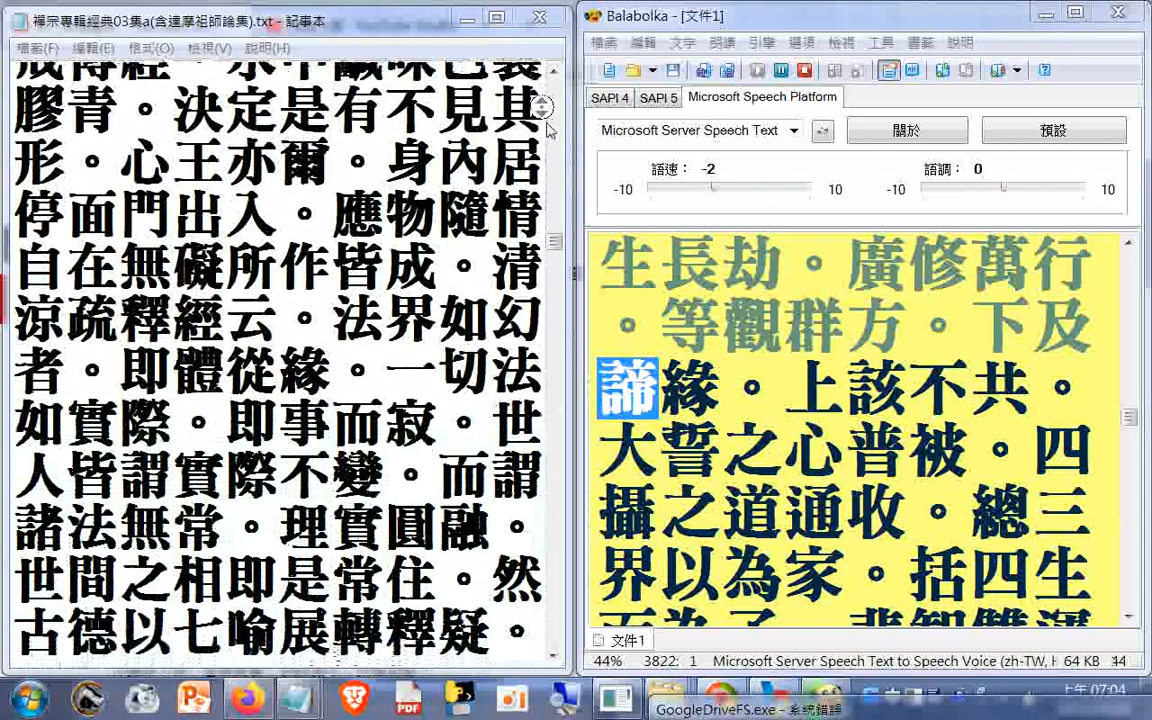 禪宗專輯經典03集a(含達摩祖師論集).txt - 記事本
檔案(F) 編輯(E) 格式(O) 檢視(V) 說明(H)
膠青。決定是有不見其
形。心王亦爾。身內居
停面門出入。應物隨情
自在無礙所作皆成。清
涼疏釋經云。法界如幻
者。即體從緣。一切法
如實際。即事而寂。世
人皆謂實際不變。而謂
諸法無常。理實圓融。
世間之相即是常住。然
古德以七喻展轉釋疑。
Balabolka - [文件1]
檔案 編輯 文字 朗讀 引擎 選項 檢視 工具 書籤 說明
SAPI 4 SAPI 5 Microsoft Speech Platform
Microsoft Server Speech Text 關於 預設
語速： -2 語調： 0
-10 10 -10 10
生長劫。廣修萬行
。等觀群方。下及
諦緣。上該不共。
大誓之心普被。四
攝之道通收。總三
界以為家。括四生
文件1
44% 3822: 1 Microsoft Server Speech Text to Speech Voice (zh-TW, H 64 KB 44
PDF
上午 07:04
GoogleDriveFS.exe - 系統錯誤